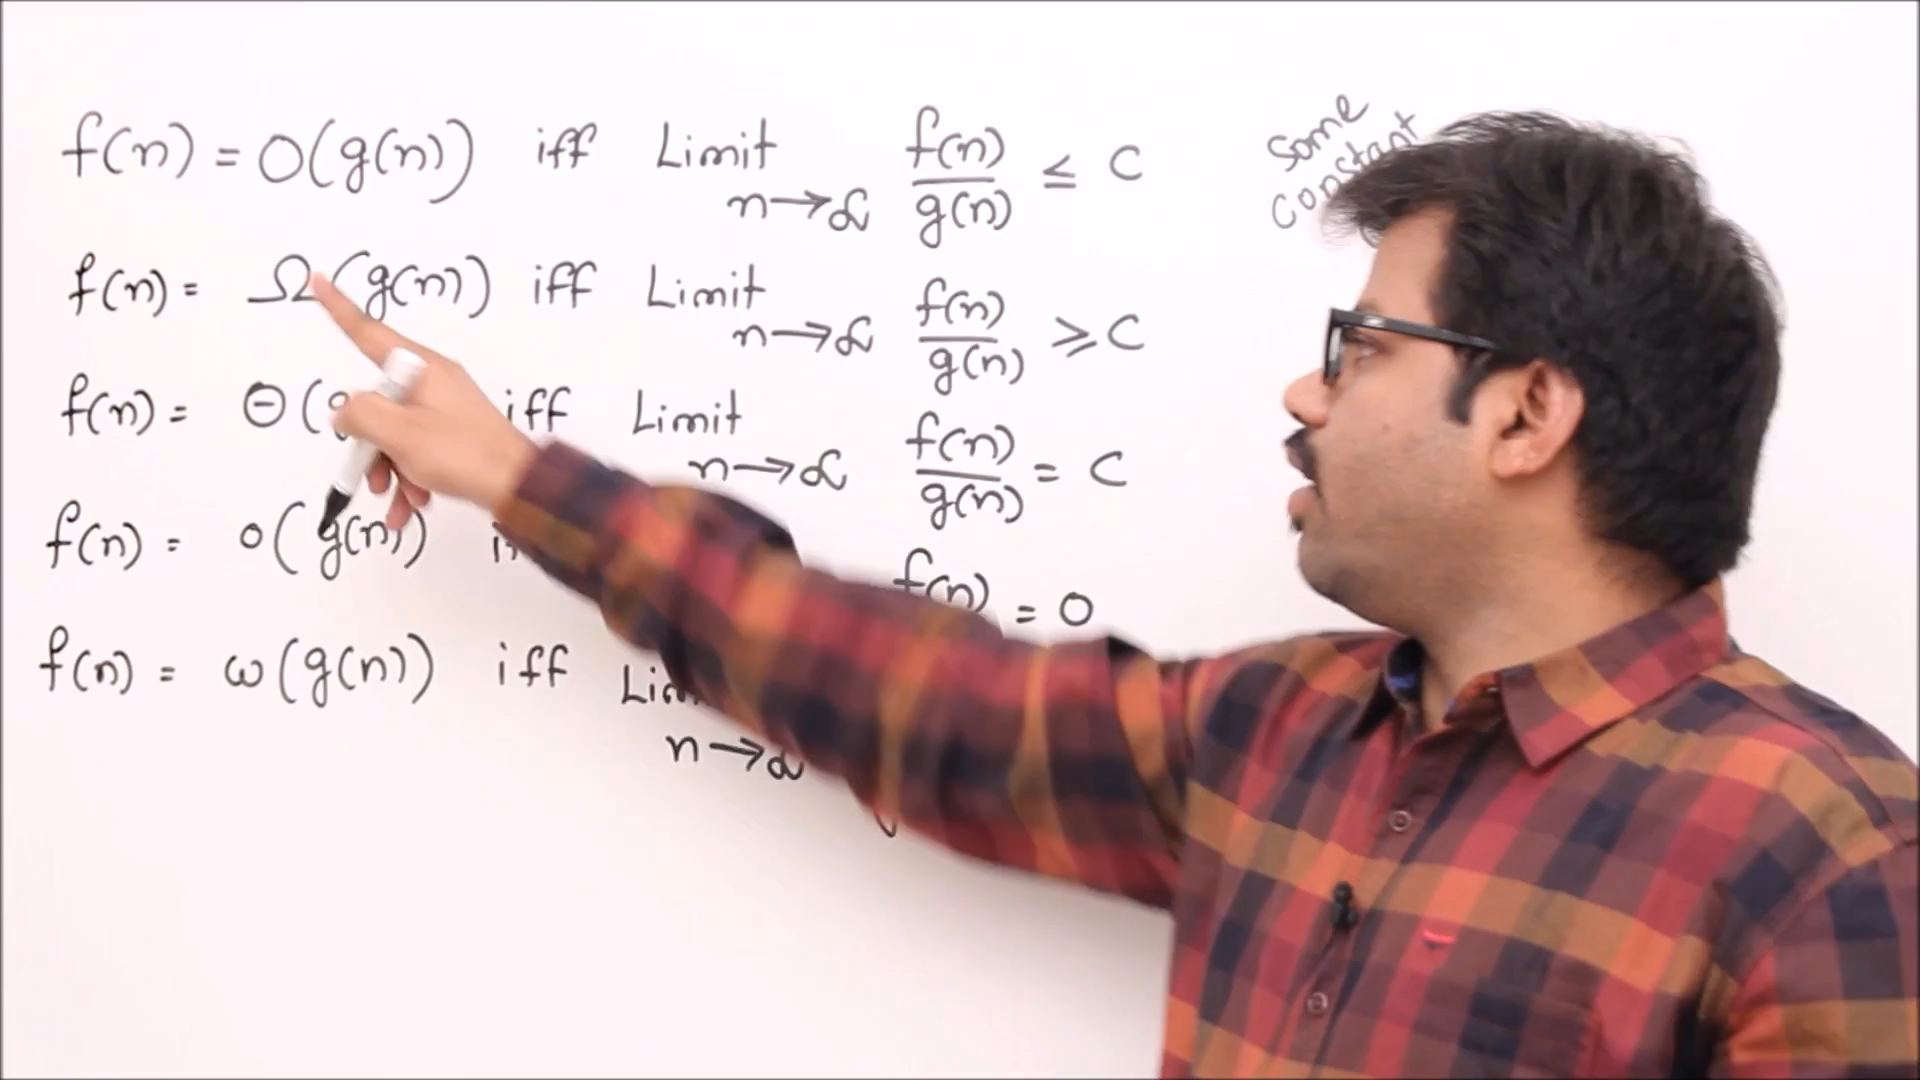 f(n) = O(g(n)) iff Limit n→∞ f(n)/g(n) ≤ C
Some Constant
f(n) = Ω(g(n)) iff Limit n→∞ f(n)/g(n) ≥ C
f(n) = Θ(g iff Limit n→∞ f(n)/g(n) = C
f(n) = o(g(n)) f(n) = 0
f(n) = ω(g(n)) iff n→∞